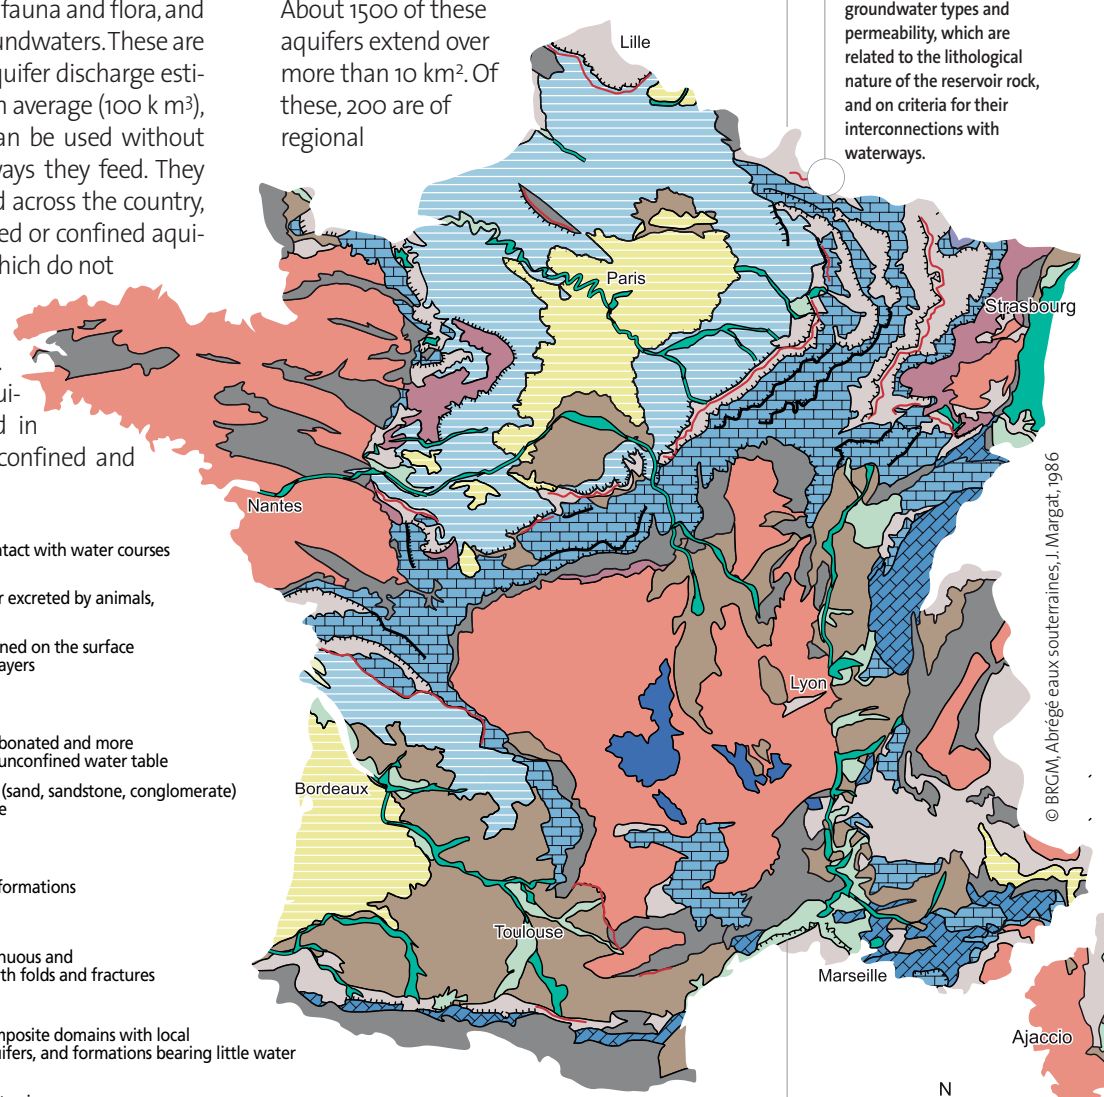 fauna and flora, and
undwaters. These are
quifer discharge esti-
n average (100 k m³),
an be used without
ways they feed. They
d across the country,
ed or confined aqui-
hich do not
ui-
d in
confined and
About 1500 of these
aquifers extend over
more than 10 km². Of
these, 200 are of
regional
groundwater types and
permeability, which are
related to the lithological
nature of the reservoir rock,
and on criteria for their
interconnections with
waterways.
Lille
Paris
Strasbourg
Nantes
Lyon
Bordeaux
Toulouse
Marseille
Ajaccio
N
© BRGM, Abrégé eaux souterraines, J. Margat, 1986
ntact with water courses
r excreted by animals,
ned on the surface
ayers
bonated and more
unconfined water table
(sand, sandstone, conglomerate)
e
formations
nuous and
th folds and fractures
mposite domains with local
uifers, and formations bearing little water